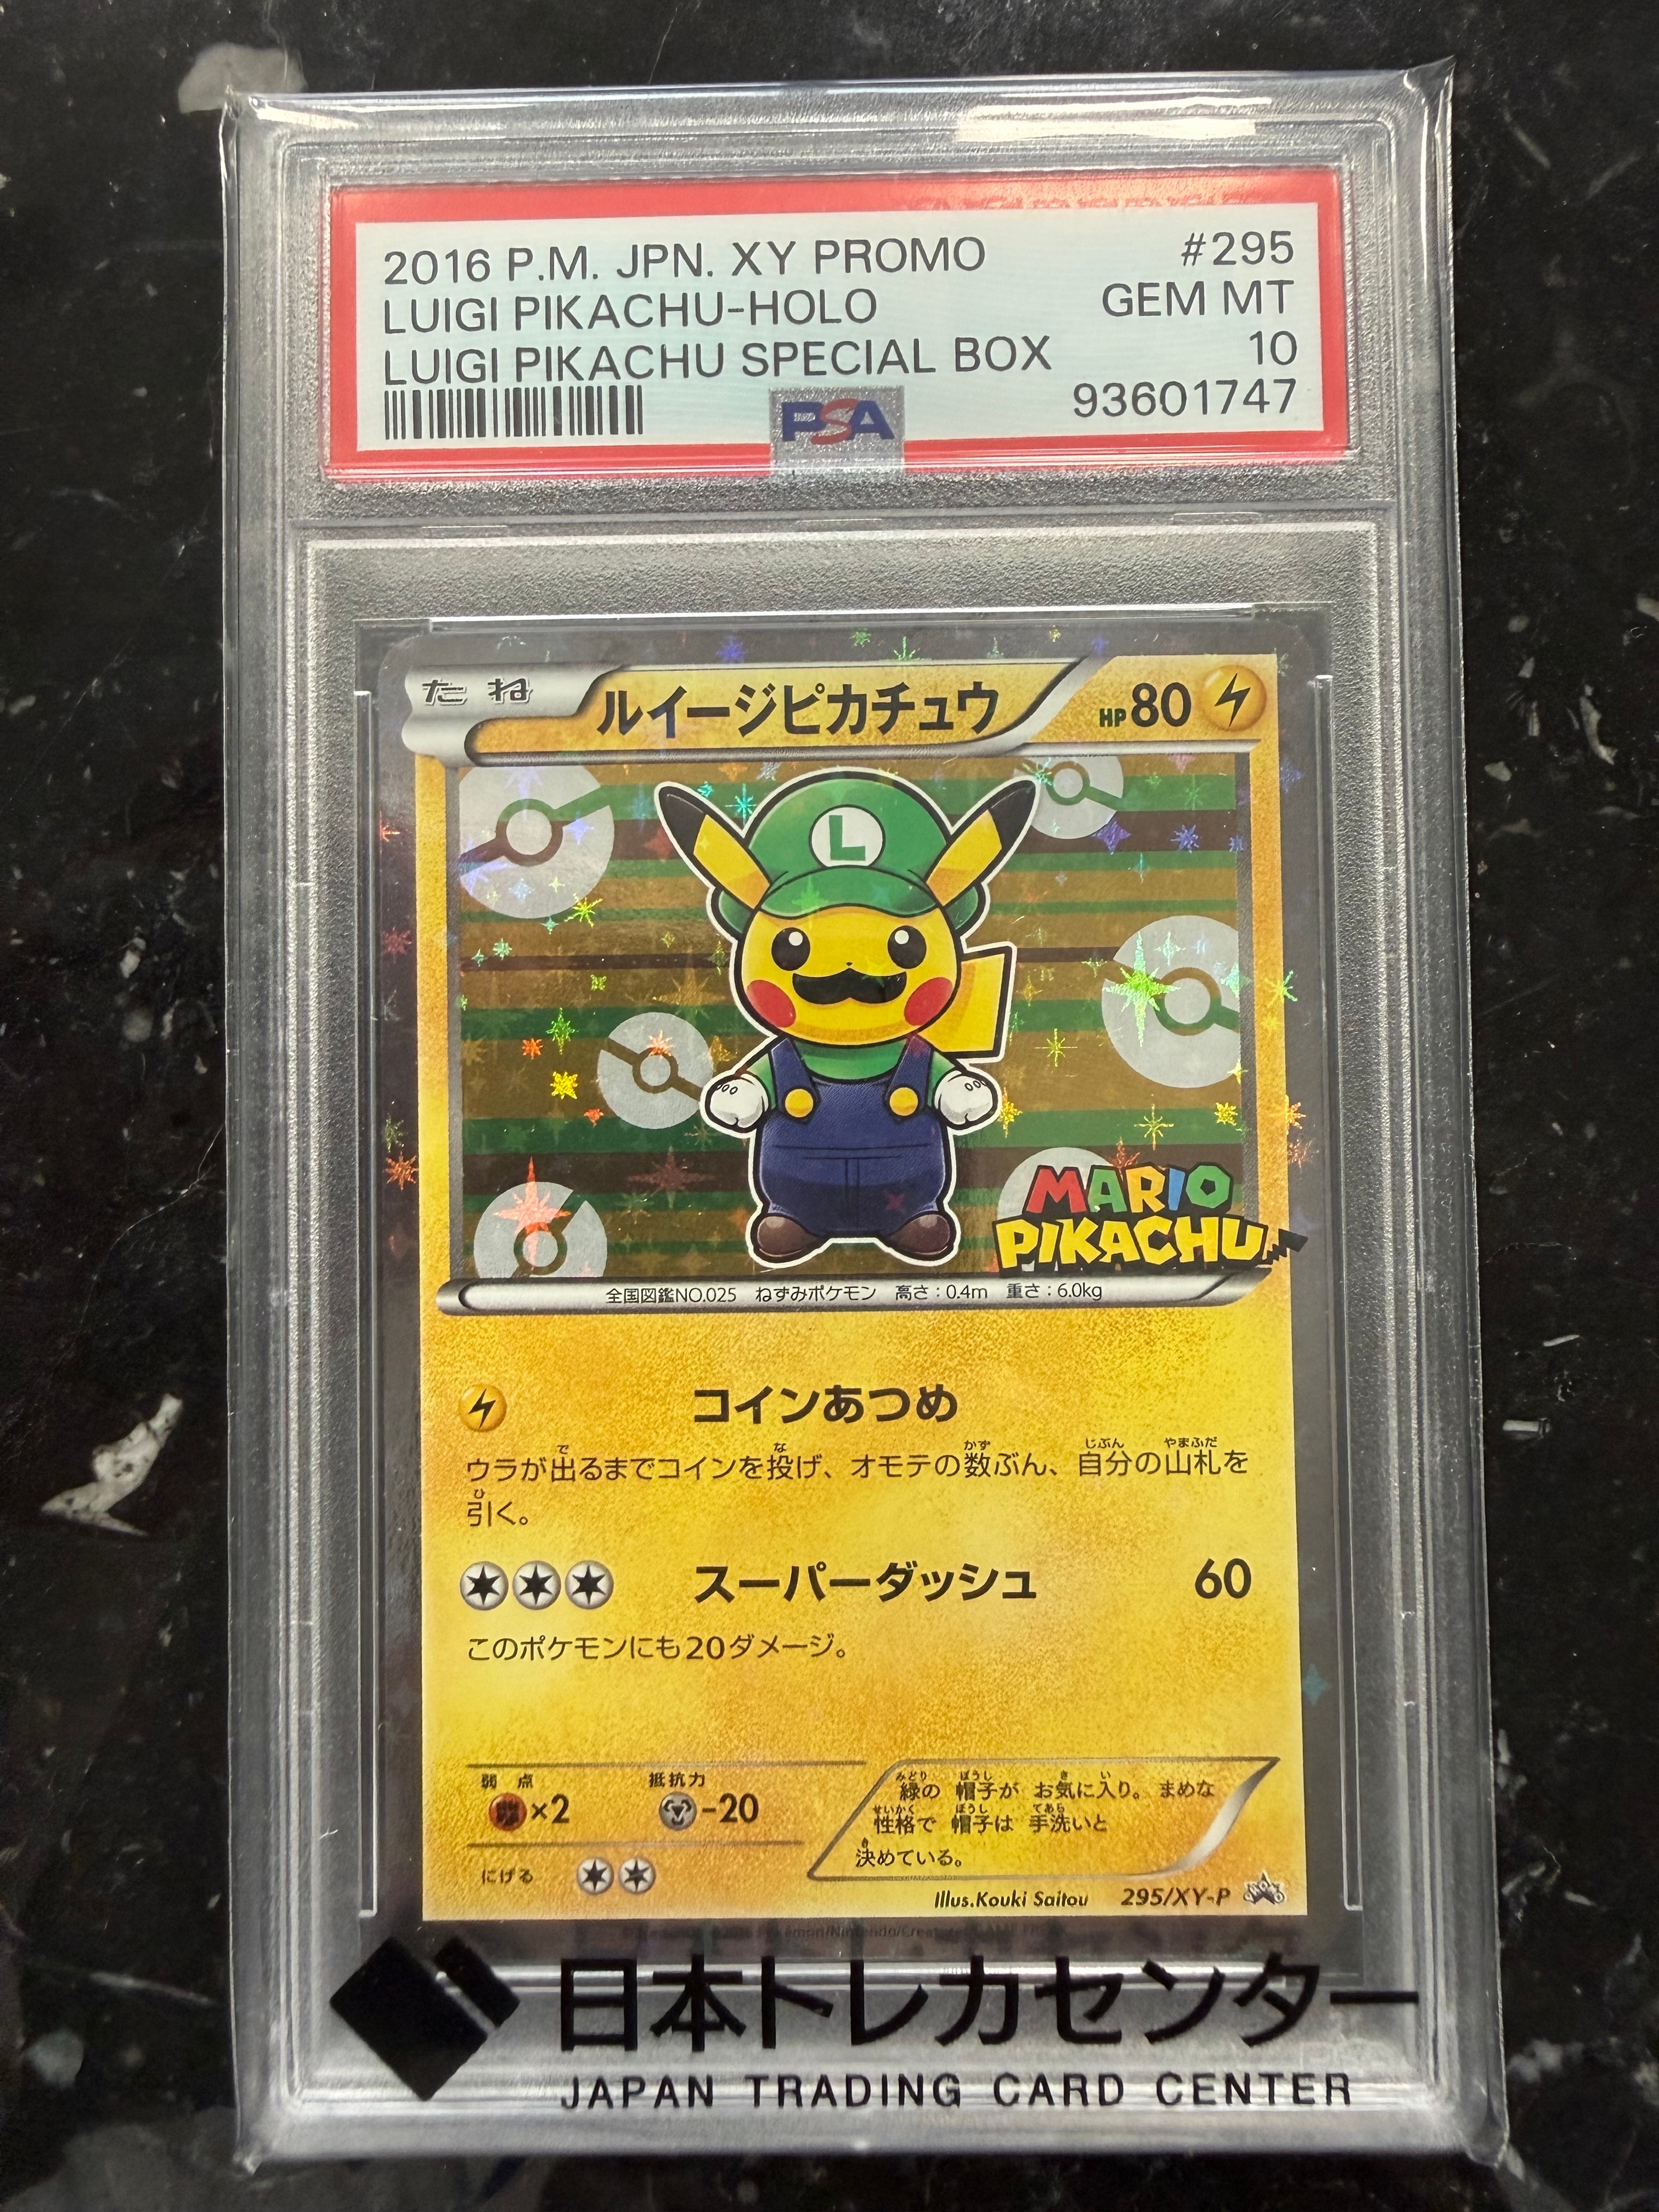 2016 P.M. JPN. XY PROMO #295
LUIGI PIKACHU-HOLO GEM MT
LUIGI PIKACHU SPECIAL BOX 10
PSA 93601747
たね ルイージピカチュウ HP80
L
MARIO
PIKACHU
全国図鑑NO.025 ねずみポケモン 高さ:0.4m 重さ:6.0kg
コインあつめ
ウラが出るまでコインを投げ、オモテの数ぶん、自分の山札を
引く。
スーパーダッシュ 60
このポケモンにも20ダメージ。
弱点 抵抗力
×2 -20
にげる
緑の 帽子が お気に入り。 まめな
性格で 帽子は 手洗いと
決めている。
Illus.Kouki Saitou 295/XY-P
日本トレカセンター
JAPAN TRADING CARD CENTER